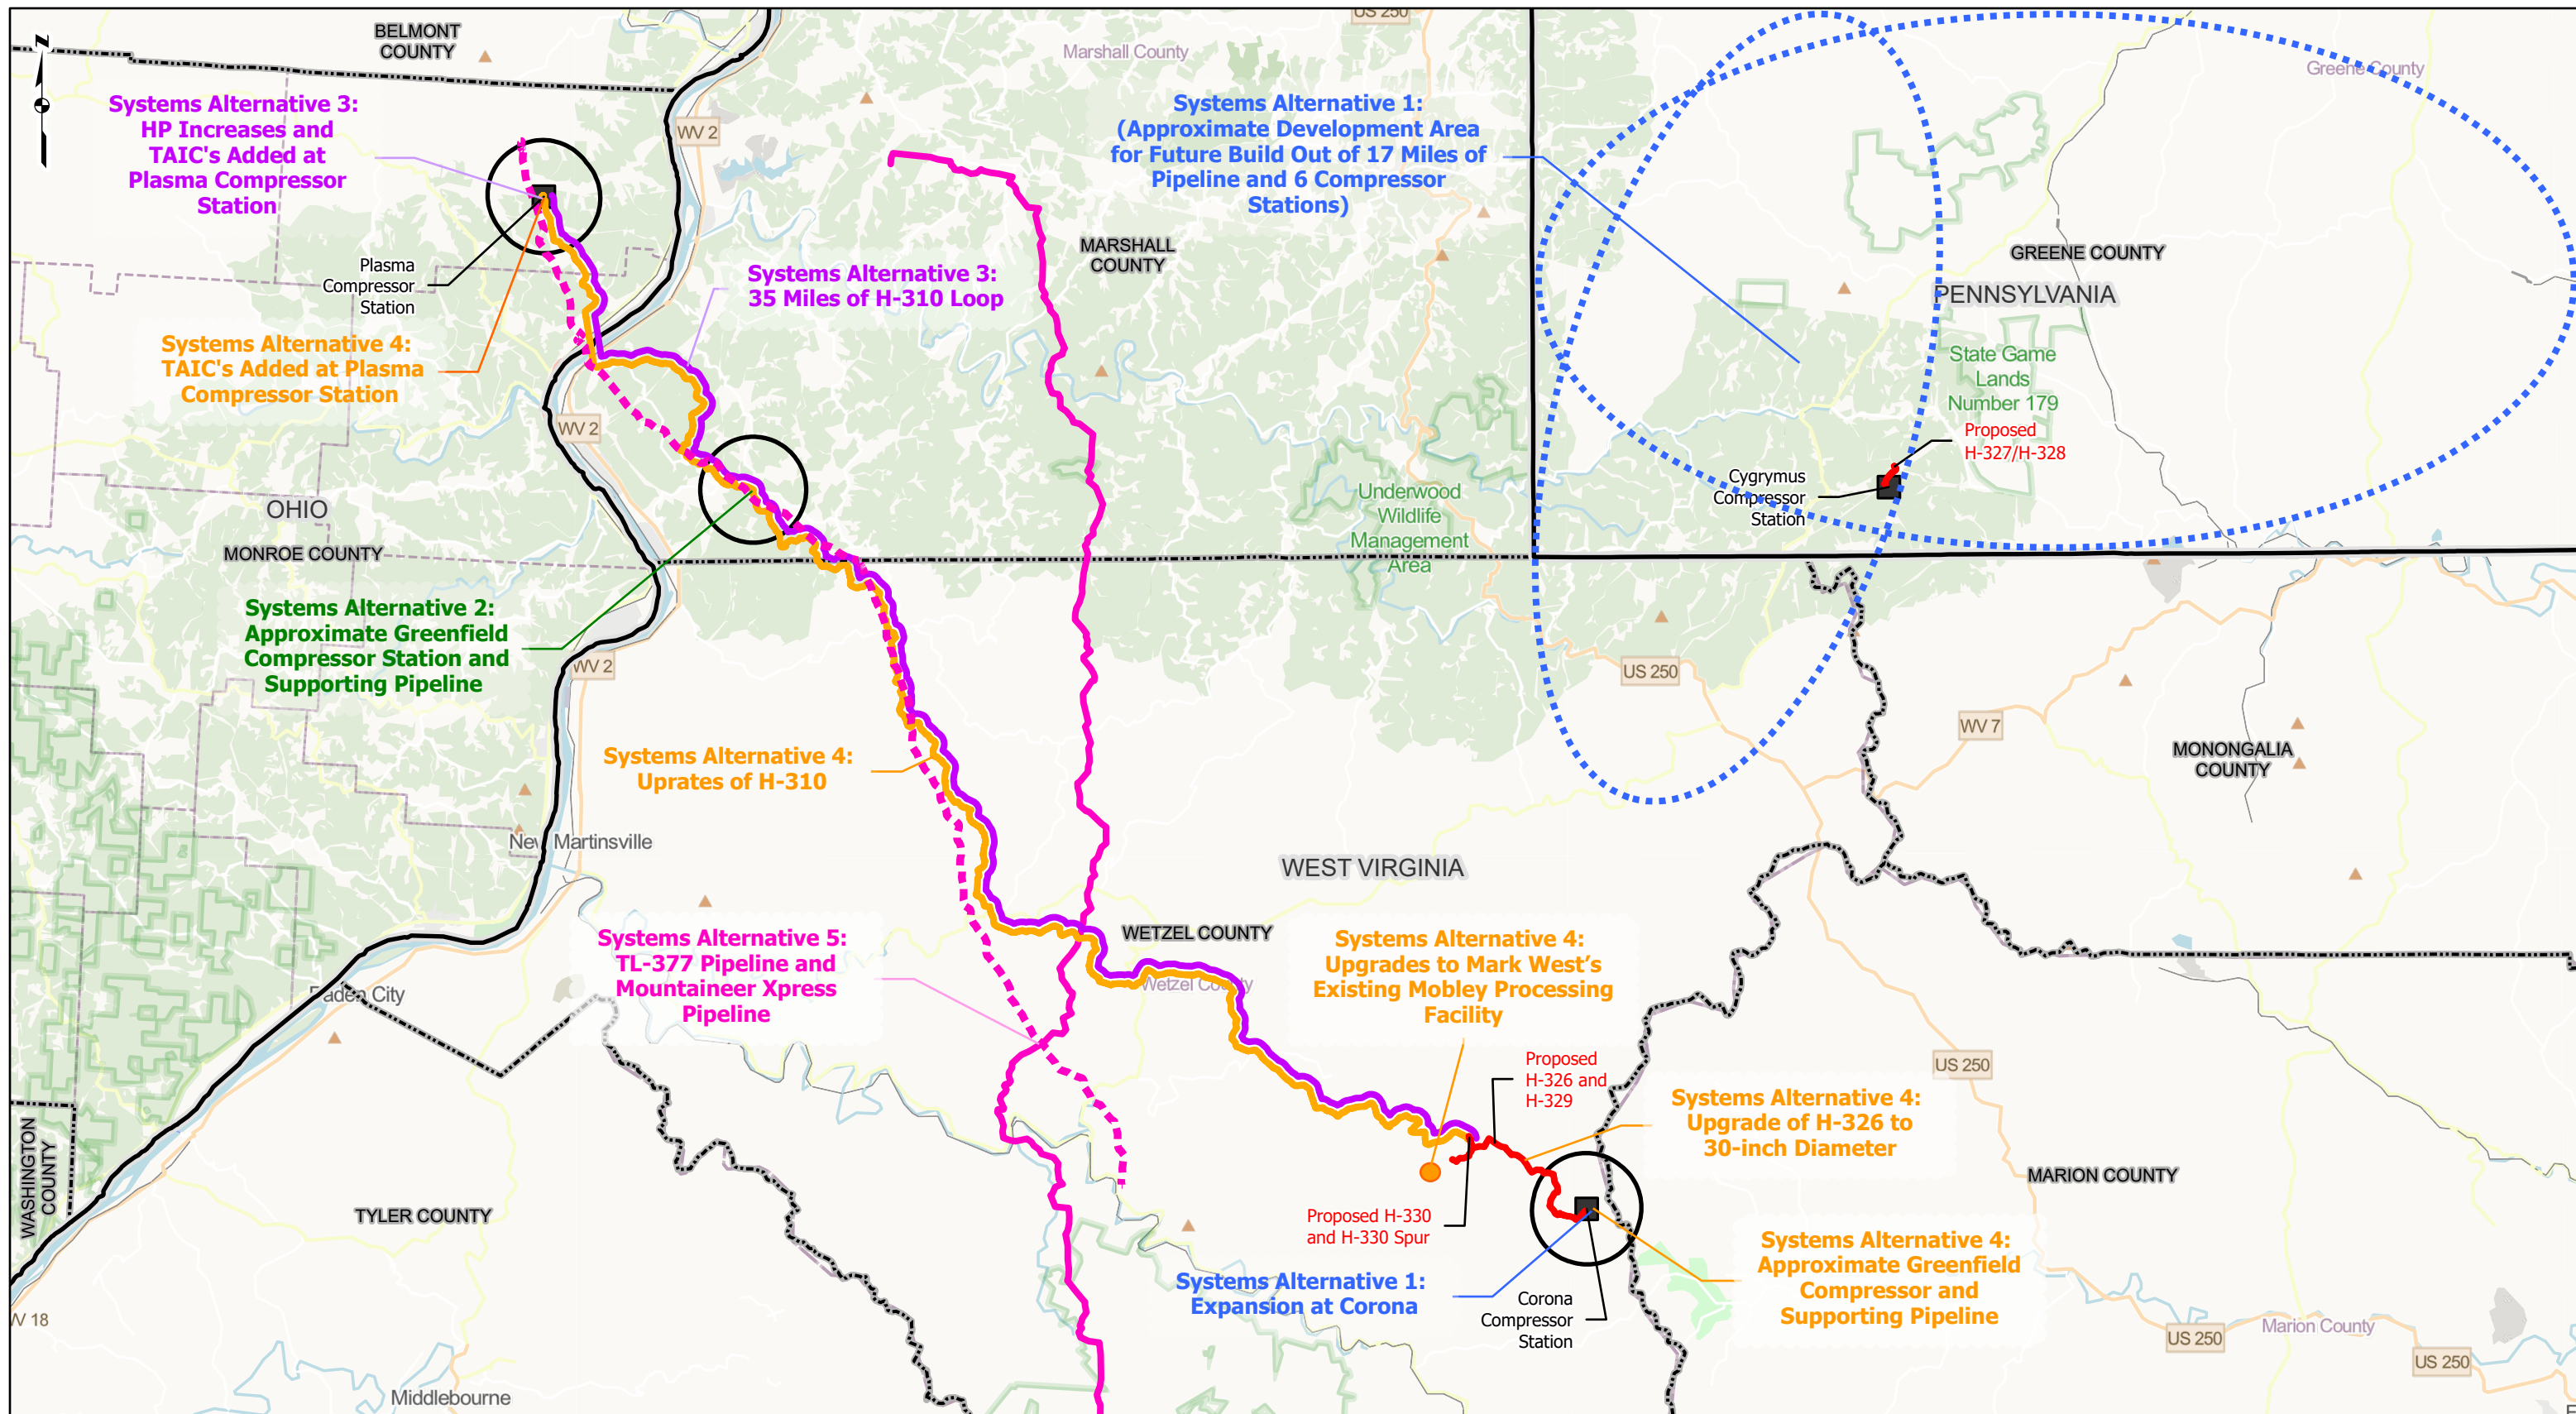 BELMONT
COUNTY
US 250
Marshall County
Greene County
N
Systems Alternative 3:
HP Increases and
TAIC's Added at
Plasma Compressor
Station
WV 2
Systems Alternative 1:
(Approximate Development Area
for Future Build Out of 17 Miles of
Pipeline and 6 Compressor
Stations)
MARSHALL
COUNTY
GREENE COUNTY
PENNSYLVANIA
Plasma
Compressor
Station
Systems Alternative 3:
35 Miles of H-310 Loop
Systems Alternative 4:
TAIC's Added at Plasma
Compressor Station
State Game
Lands
Number 179
WV 2
Proposed
H-327/H-328
Cygrymus
Compressor
Station
Underwood
Wildlife
Management
Area
OHIO
MONROE COUNTY
Systems Alternative 2:
Approximate Greenfield
Compressor Station and
Supporting Pipeline
WV 2
US 250
WV 7
MONONGALIA
COUNTY
Systems Alternative 4:
Uprates of H-310
New Martinsville
WEST VIRGINIA
WETZEL COUNTY
Wetzel County
Systems Alternative 5:
TL-377 Pipeline and
Mountaineer Xpress
Pipeline
Systems Alternative 4:
Upgrades to Mark West's
Existing Mobley Processing
Facility
Paden City
Proposed
H-326 and
H-329
US 250
Systems Alternative 4:
Upgrade of H-326 to
30-inch Diameter
WASHINGTON
COUNTY
TYLER COUNTY
MARION COUNTY
Proposed H-330
and H-330 Spur
Systems Alternative 4:
Approximate Greenfield
Compressor and
Supporting Pipeline
Systems Alternative 1:
Expansion at Corona
Corona
Compressor
Station
WV 18
Marion County
US 250
US 250
Middlebourne